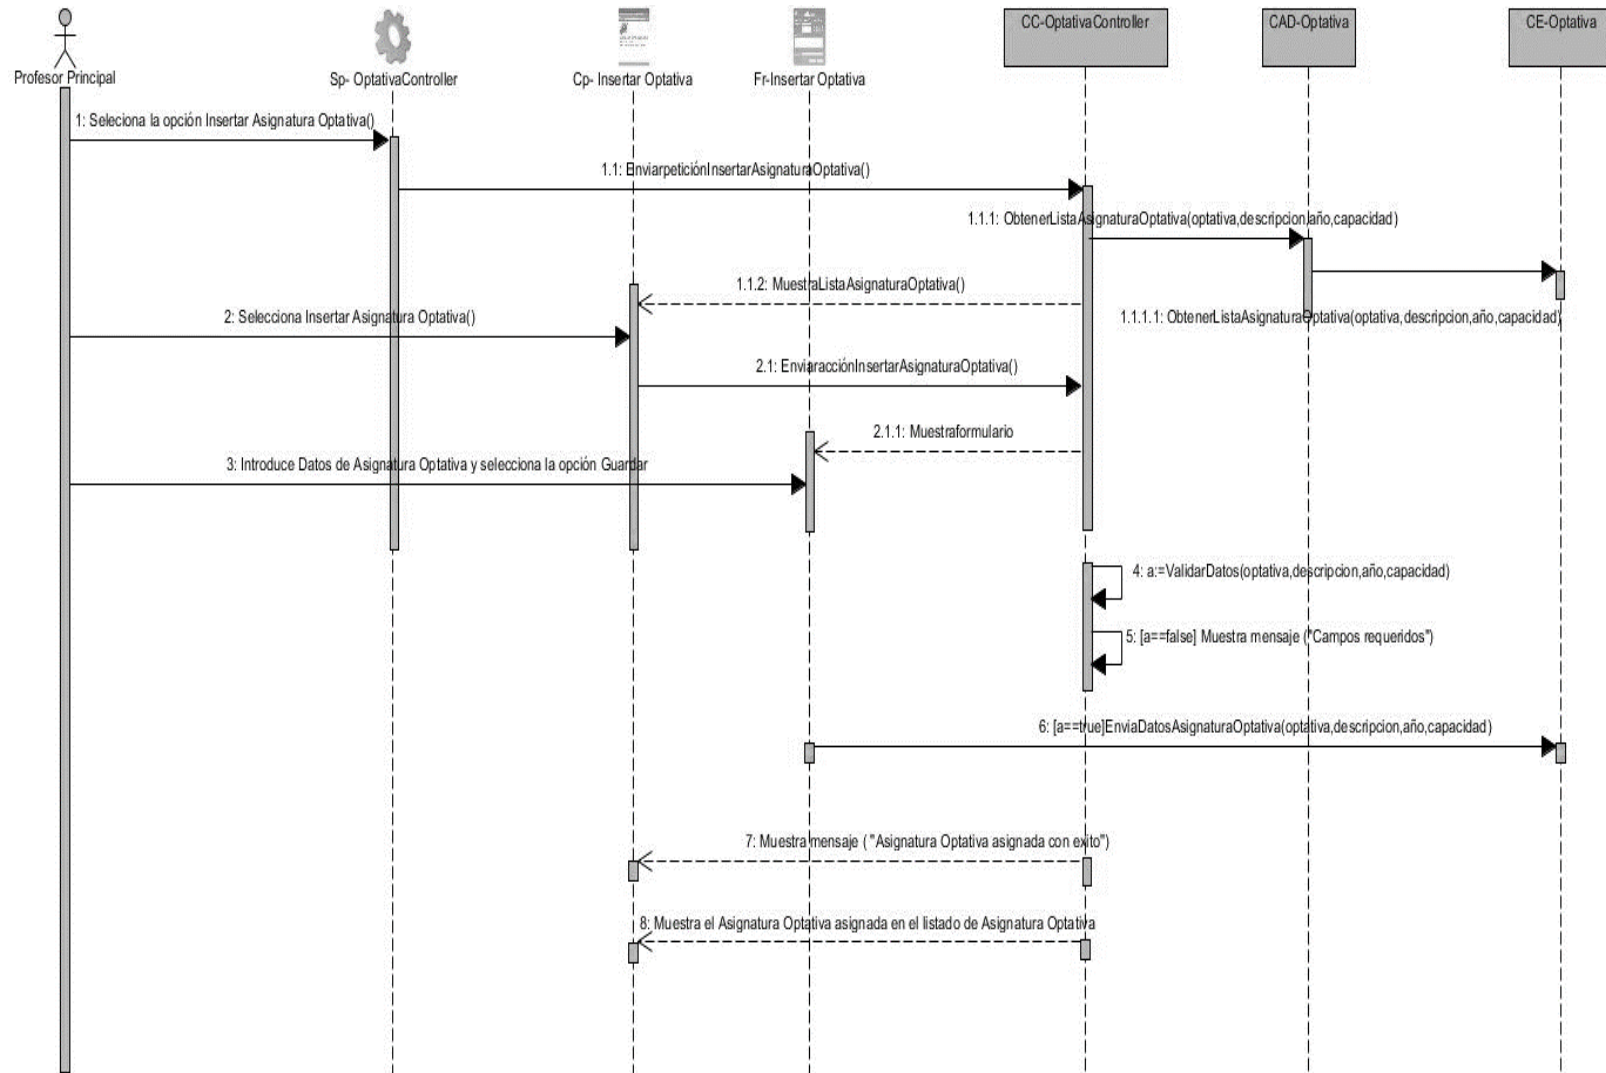 CC-OptativaController
CAD-Optativa
CE-Optativa
Profesor Principal
Sp- OptativaController
Cp- Insertar Optativa
Fr-Insertar Optativa
1: Seleciona la opción Insertar Asignatura Optativa()
1.1: EnviarpeticiónInsertarAsignaturaOptativa()
1.1.1: ObtenerListaAsignaturaOptativa(optativa,descripcion,año,capacidad)
1.1.2: MuestraListaAsignaturaOptativa()
2: Selecciona Insertar Asignatura Optativa()
1.1.1.1: ObtenerListaAsignaturaOptativa(optativa,descripcion,año,capacidad)
2.1: EnviaracciónInsertarAsignaturaOptativa()
2.1.1: Muestraformulario
3: Introduce Datos de Asignatura Optativa y selecciona la opción Guardar
4: a:=ValidarDatos(optativa,descripcion,año,capacidad)
5: [a==false] Muestra mensaje ("Campos requeridos")
6: [a==true]EnviaDatosAsignaturaOptativa(optativa,descripcion,año,capacidad)
7: Muestra mensaje ( "Asignatura Optativa asignada con exito")
8: Muestra el Asignatura Optativa asignada en el listado de Asignatura Optativa